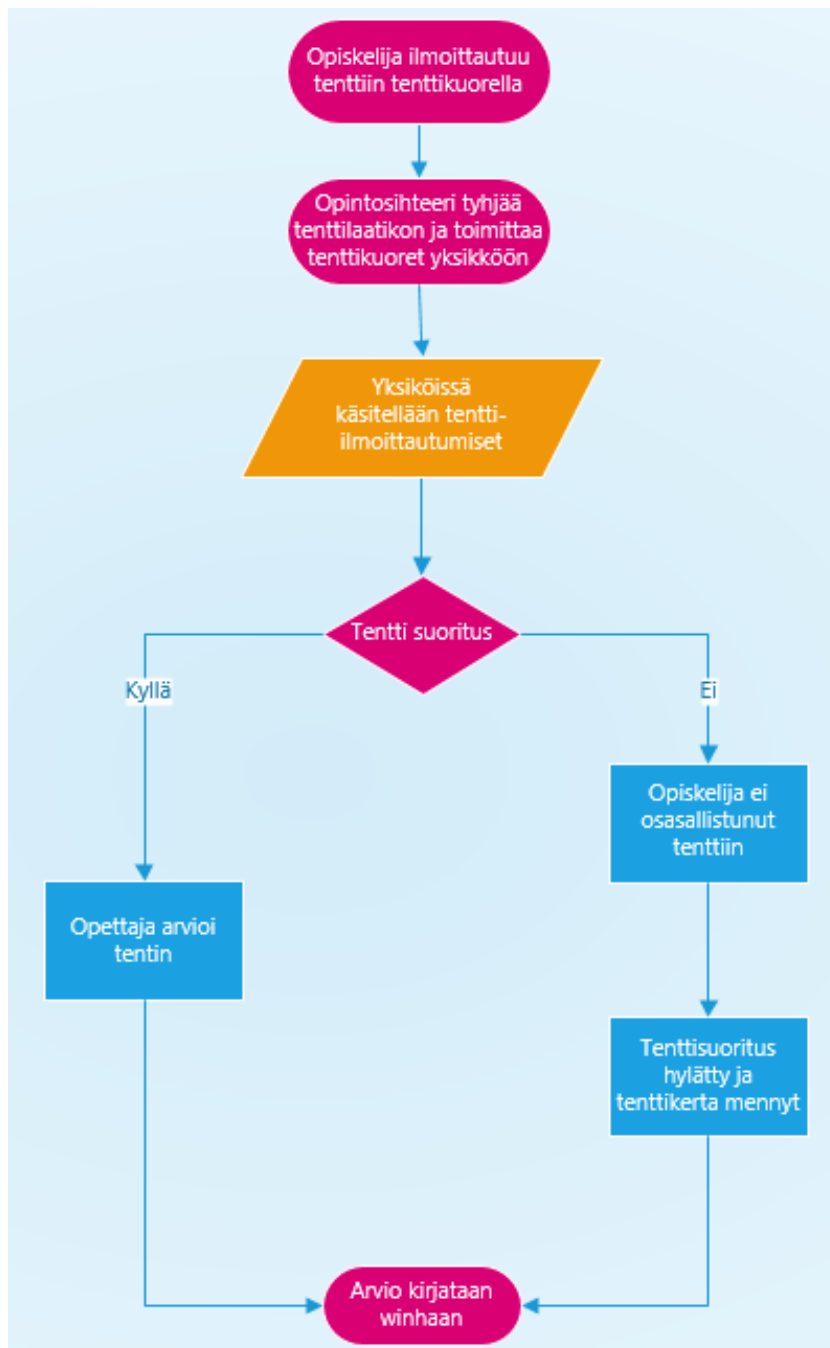 Opiskelija ilmoittautuu
tenttiin tenttikuorella
Opintosihteeri tyhjää
tenttilaatikon ja toimittaa
tenttikuoret yksikköön
Yksiköissä
käsitellään tentti-
ilmoittautumiset
Tentti suoritus
Kyllä
Ei
Opiskelija ei
osasallistunut
tenttiin
Opettaja arvioi
tentin
Tenttisuoritus
hylätty ja
tenttikerta mennyt
Arvio kirjataan
winhaan